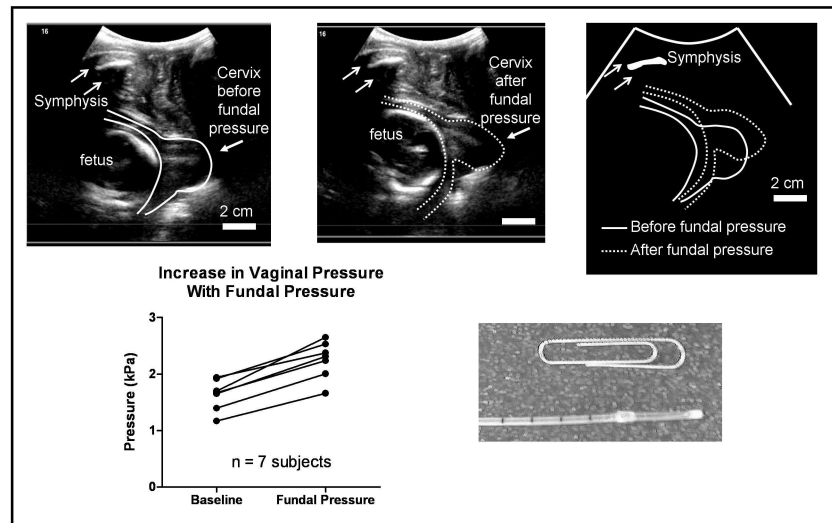 16
Symphysis
fetus
Cervix
before
fundal
pressure
2 cm
16
fetus
Cervix
after
fundal
pressure
Symphysis
2 cm
Before fundal pressure
After fundal pressure
Increase in Vaginal Pressure
With Fundal Pressure
Pressure (kPa)
3
2
1
0
n = 7 subjects
Baseline
Fundal Pressure